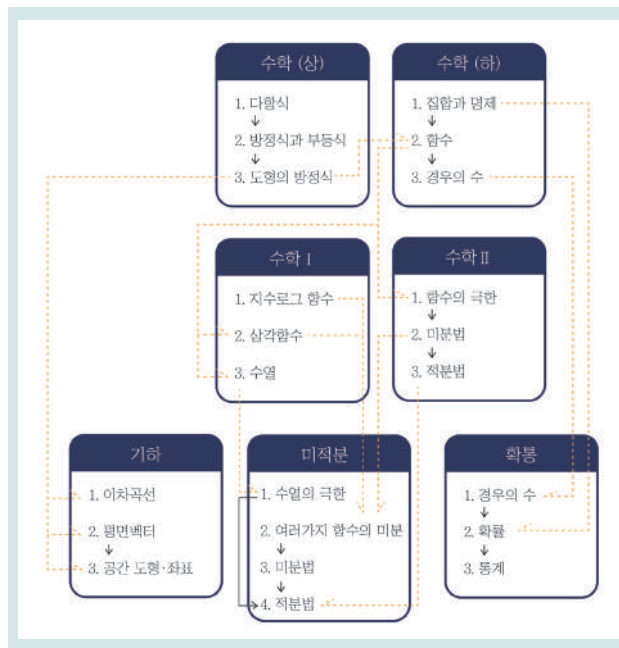 수학 (상)
1. 다항식
2. 방정식과 부등식
3. 도형의 방정식
수학 (하)
1. 집합과 명제
2. 함수
3. 경우의 수
수학 I
1. 지수로그 함수
2. 삼각함수
3. 수열
수학 II
1. 함수의 극한
2. 미분법
3. 적분법
기하
1. 이차곡선
2. 평면벡터
3. 공간 도형·좌표
미적분
1. 수열의 극한
2. 여러가지 함수의 미분
3. 미분법
4. 적분법
확통
1. 경우의 수
2. 확률
3. 통계